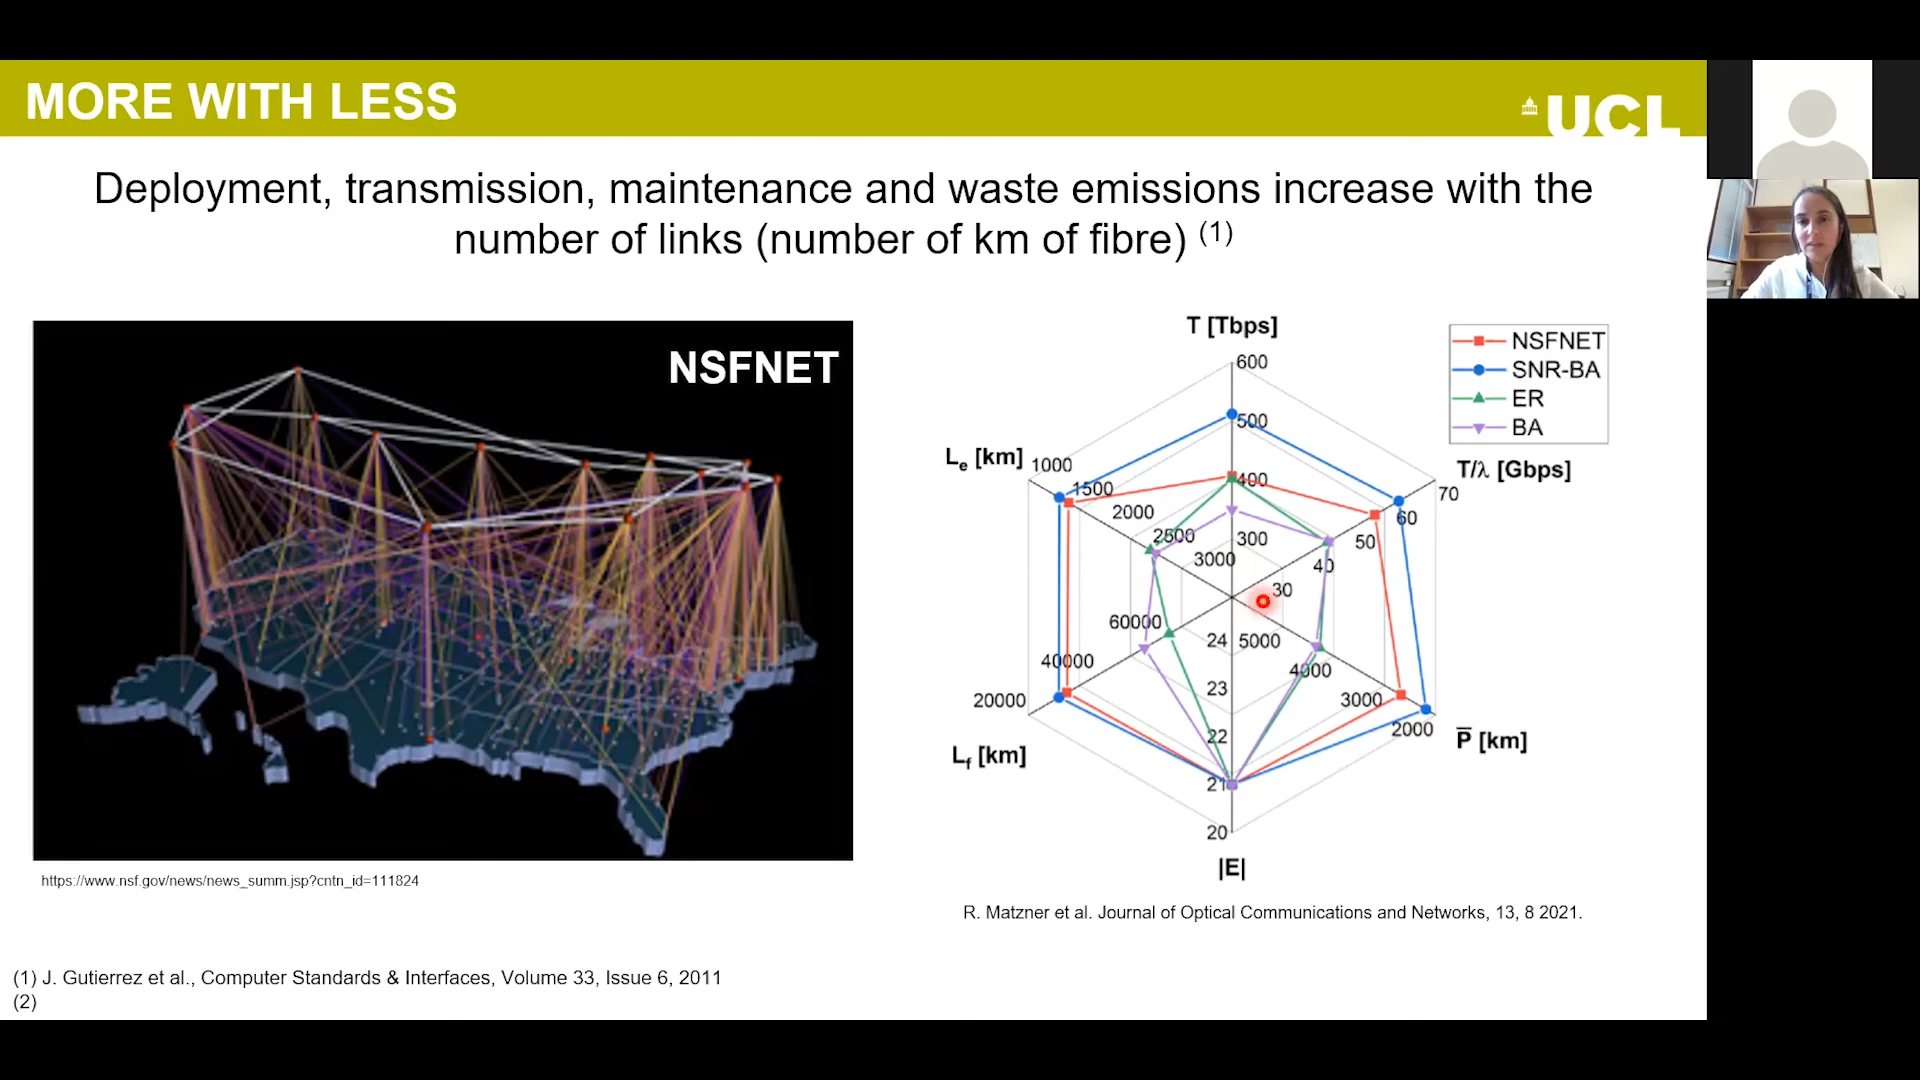 MORE WITH LESS
UCL
Deployment, transmission, maintenance and waste emissions increase with the
number of links (number of km of fibre) (1)
NSFNET
https://www.nsf.gov/news/news_summ.jsp?cntn_id=111824
T [Tbps]
600
500
400
300
T/λ [Gbps]
70
60
50
40
30
P̅ [km]
5000
4000
3000
2000
|E|
24
23
22
21
20
Lf [km]
60000
40000
20000
Le [km]
1000
1500
2000
2500
3000
NSFNET
SNR-BA
ER
BA
R. Matzner et al. Journal of Optical Communications and Networks, 13, 8 2021.
(1) J. Gutierrez et al., Computer Standards & Interfaces, Volume 33, Issue 6, 2011
(2)